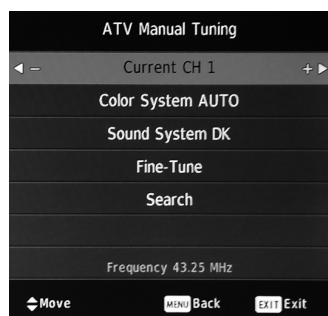 ATV Manual Tuning
– Current CH 1 +
Color System AUTO
Sound System DK
Fine-Tune
Search
Frequency 43.25 MHz
Move MENU Back EXIT Exit